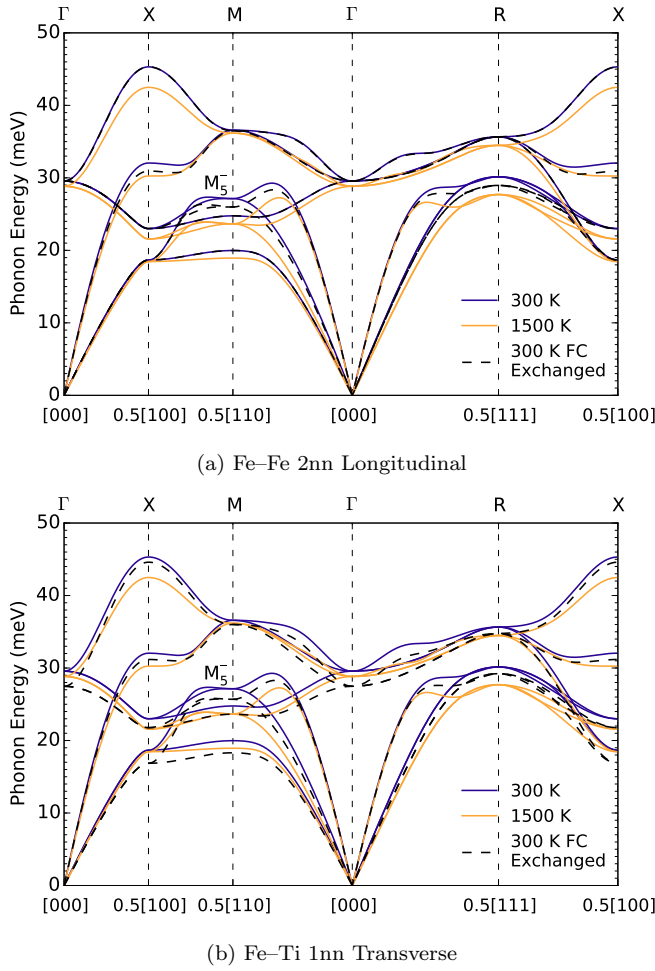 Γ X M Γ R X
50
40
30
20
10
0
Phonon Energy (meV)
M₅⁻
300 K
1500 K
300 K FC
Exchanged
[000] 0.5[100] 0.5[110] [000] 0.5[111] 0.5[100]
(a) Fe–Fe 2nn Longitudinal
Γ X M Γ R X
50
40
30
20
10
0
Phonon Energy (meV)
M₅⁻
300 K
1500 K
300 K FC
Exchanged
[000] 0.5[100] 0.5[110] [000] 0.5[111] 0.5[100]
(b) Fe–Ti 1nn Transverse